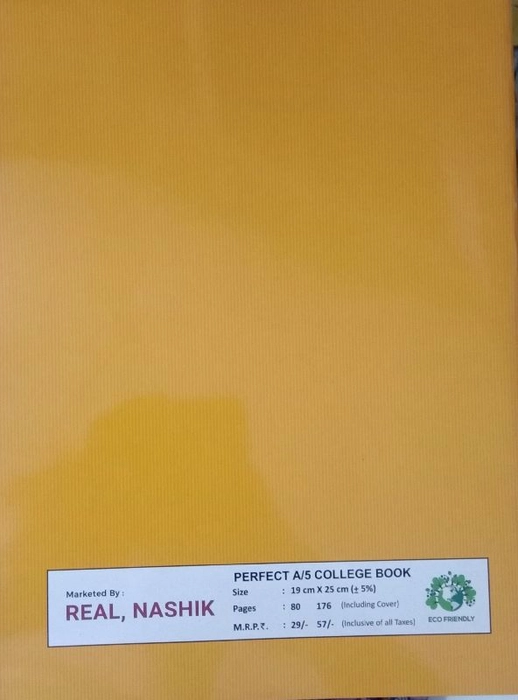 PERFECT A/5 COLLEGE BOOK
Marketed By :
REAL, NASHIK
Size : 19 cm X 25 cm (± 5%)
Pages : 80 176 (Including Cover)
M.R.P.₹. : 29/- 57/- (Inclusive of all Taxes)
ECO FRIENDLY